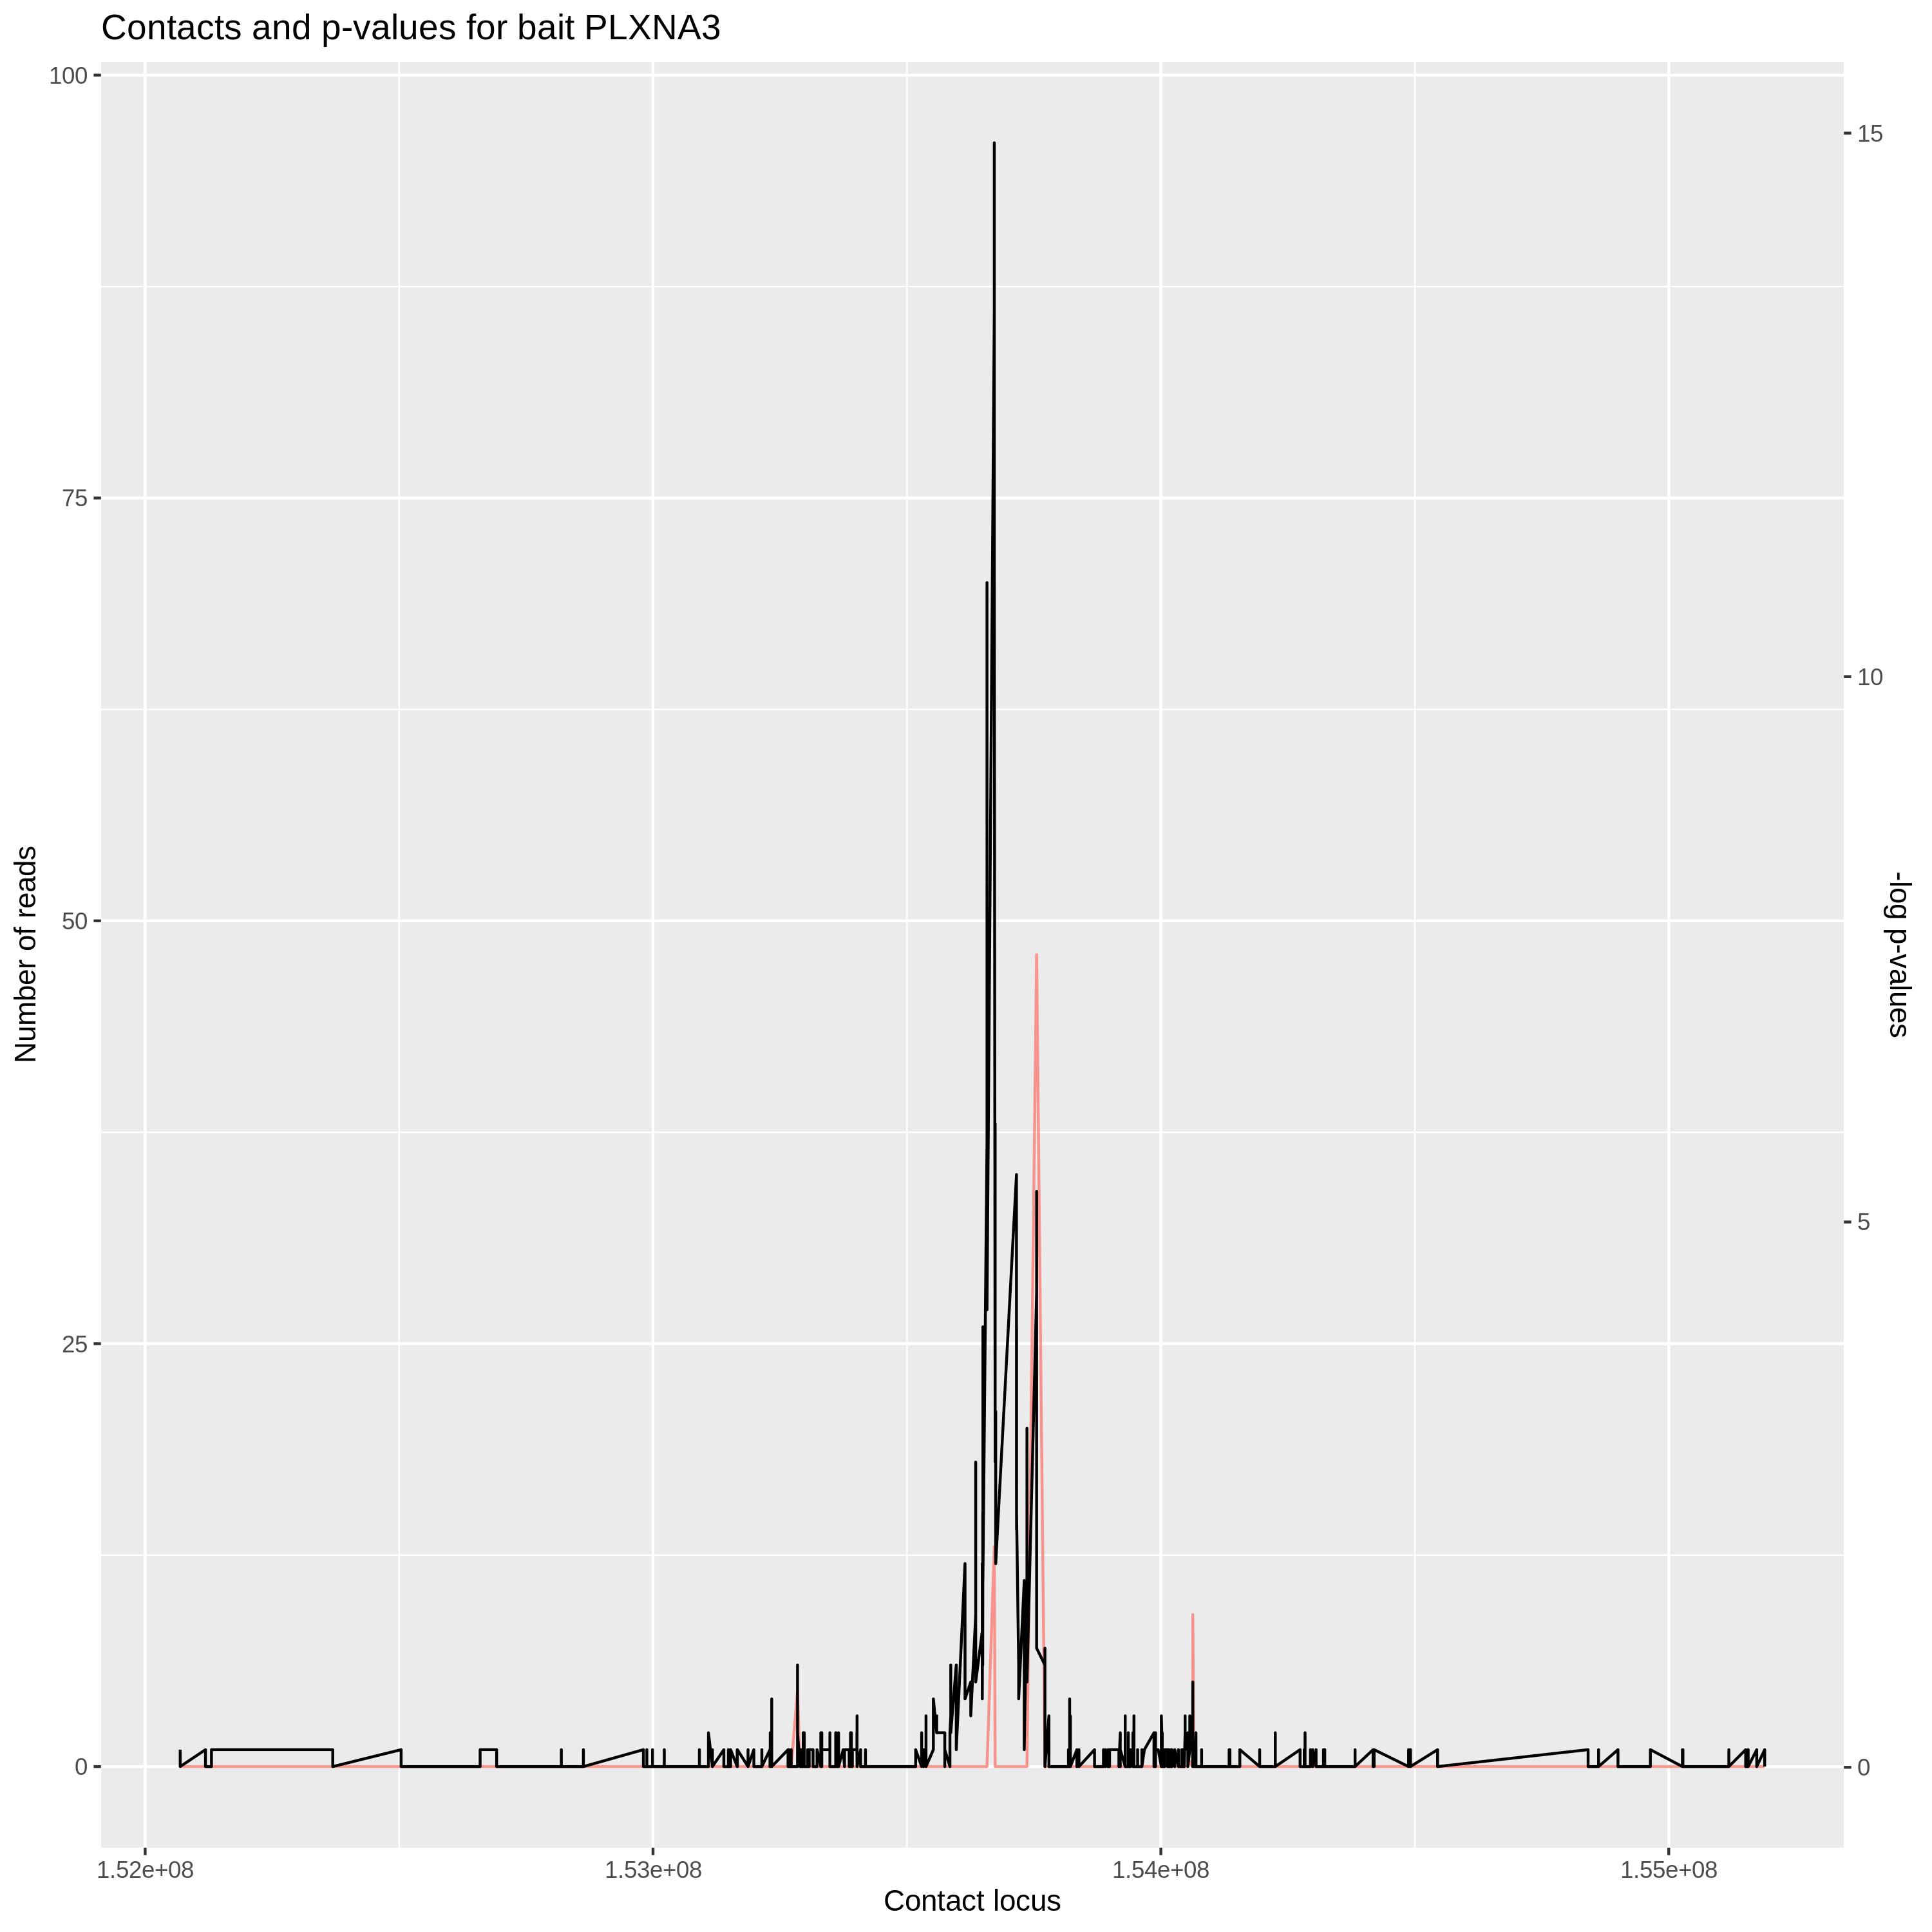 Contacts and p-values for bait PLXNA3
100
75
50
25
0
Number of reads
15
10
5
0
-log p-values
1.52e+08
1.53e+08
1.54e+08
1.55e+08
Contact locus